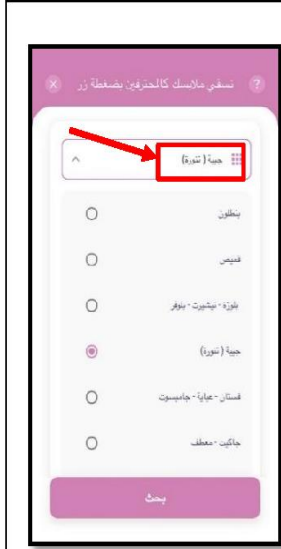 نسقي ملابسك كالمحترفين بضغطة زر
جيبة ( تنورة)
بنطلون
قميص
بلوزة - تيشيرت - بلوفر
جيبة ( تنورة)
فستان - عباية - جامبسوت
جاكيت - معطف
بحث